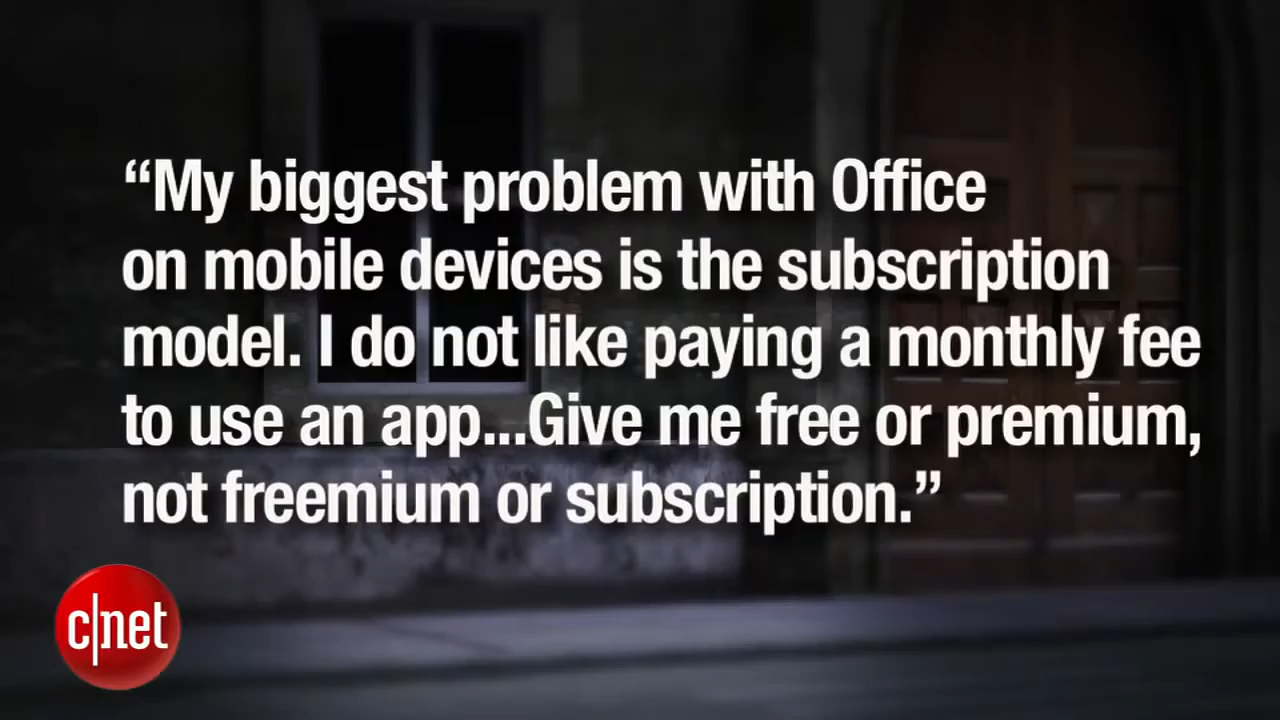 “My biggest problem with Office
on mobile devices is the subscription
model. I do not like paying a monthly fee
to use an app...Give me free or premium,
not freemium or subscription.”
c|net